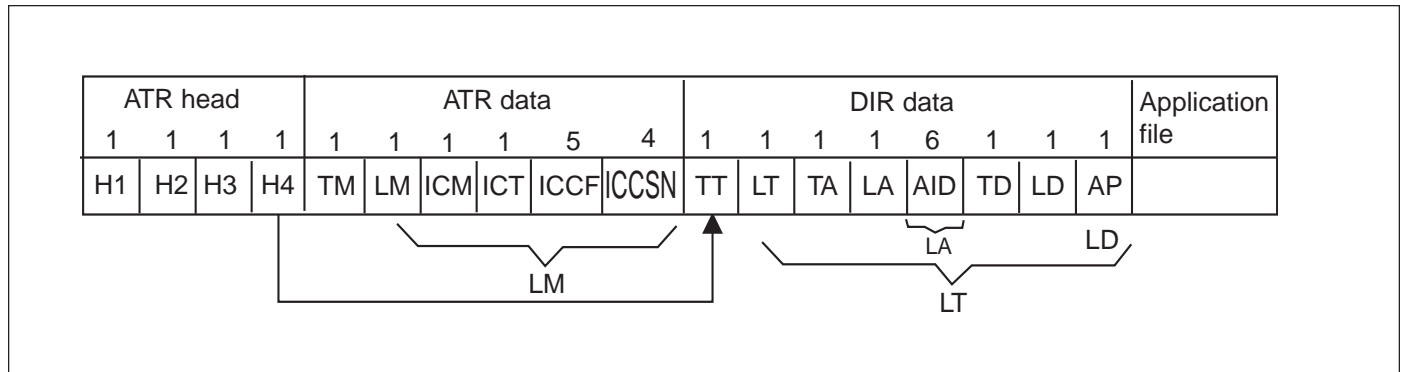 ATR head ATR data DIR data Application
file
1 1 1 1 1 1 1 1 5 4 1 1 1 1 6 1 1 1
H1 H2 H3 H4 TM LM ICM ICT ICCF ICCSN TT LT TA LA AID TD LD AP
LA LD
LM
LT